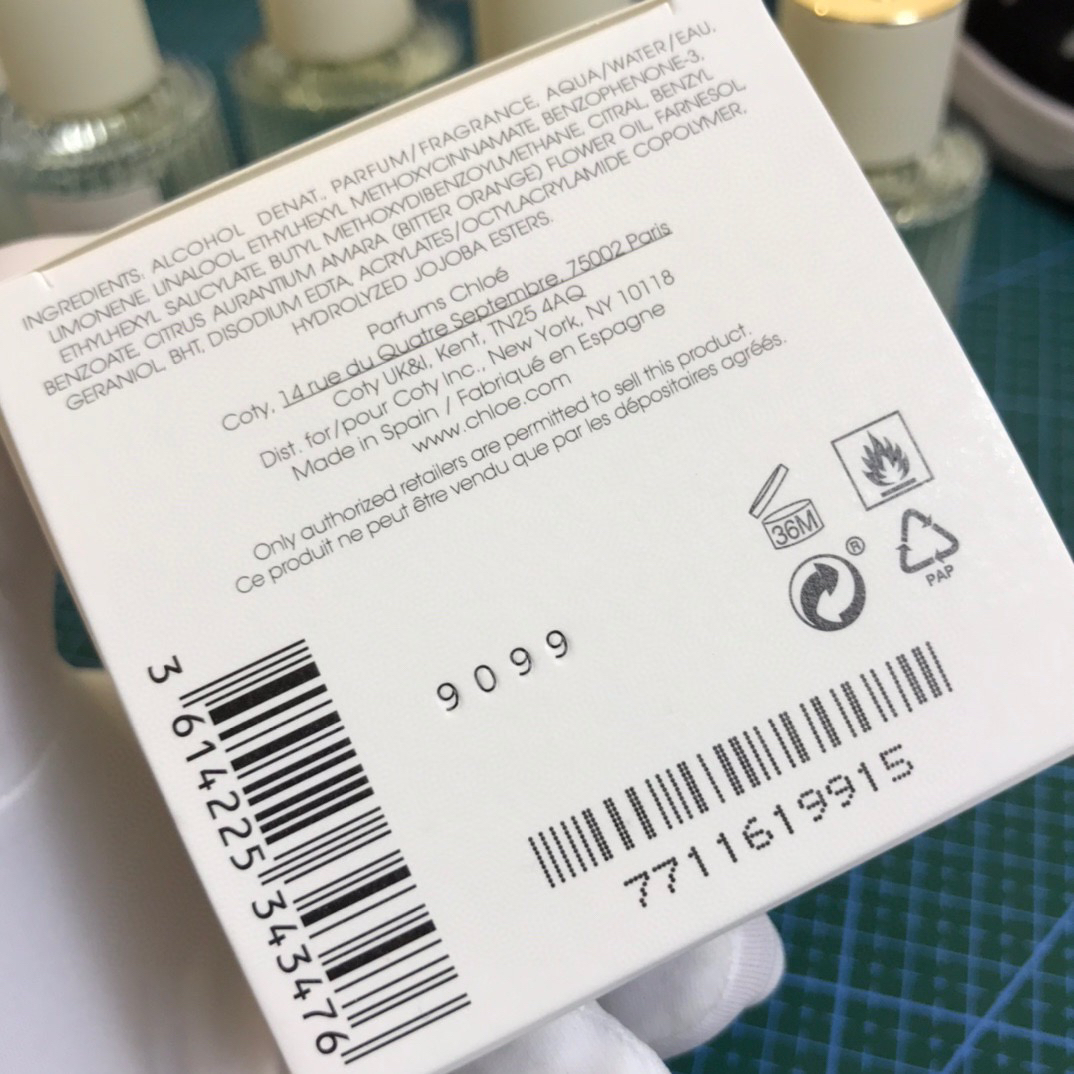 INGREDIENTS: ALCOHOL DENAT., PARFUM/FRAGRANCE, AQUA/WATER/EAU,
LIMONENE, LINALOOL, ETHYLHEXYL METHOXYCINNAMATE, BENZOPHENONE-3,
ETHYLHEXYL SALICYLATE, BUTYL METHOXYDIBENZOYLMETHANE, CITRAL, BENZYL
BENZOATE, CITRUS AURANTIUM AMARA (BITTER ORANGE) FLOWER OIL, FARNESOL,
GERANIOL, BHT, DISODIUM EDTA, ACRYLATES/OCTYLACRYLAMIDE COPOLYMER,
HYDROLYZED JOJOBA ESTERS.
Parfums Chloé
Coty, 14 rue du Quatre Septembre, 75002 Paris
Coty UK&I, Kent, TN25 4AQ
Dist. for/pour Coty Inc., New York, NY 10118
Made in Spain / Fabriqué en Espagne
www.chloe.com
Only authorized retailers are permitted to sell this product.
Ce produit ne peut être vendu que par les dépositaires agréés.
36M
®
PAP
9099
3 614225 343476
7711619915